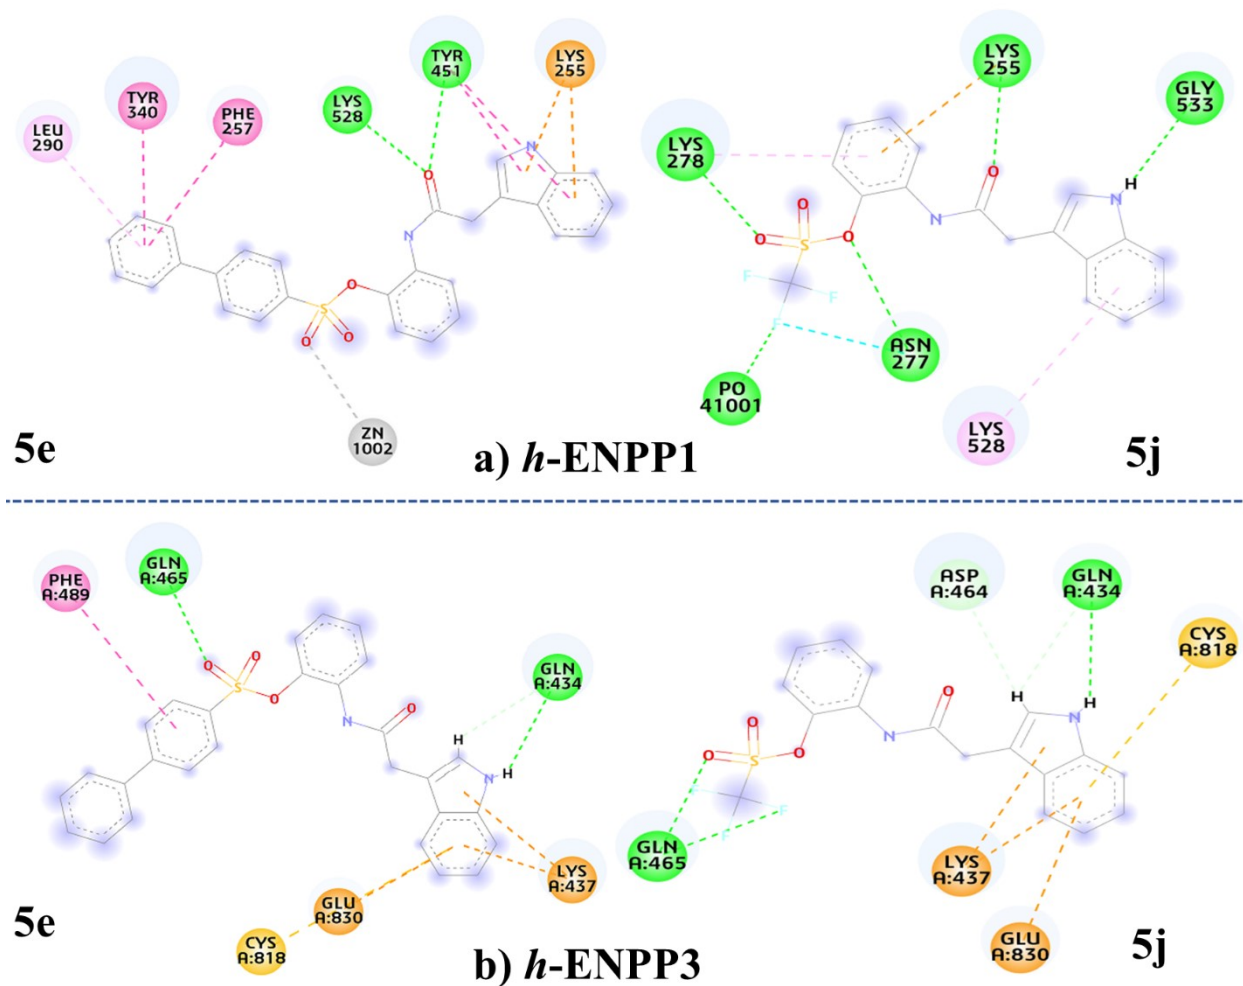 LEU
290
TYR
340
PHE
257
LYS
528
TYR
451
LYS
255
N
O
N
O
S
O
O
ZN
1002
5e
LYS
278
LYS
255
GLY
533
H
N
O
N
O
O
S
O
F
F
F
ASN
277
PO
41001
LYS
528
5j
a) h-ENPP1
PHE
A:489
GLN
A:465
O
O
S
O
N
O
GLN
A:434
H
N
H
LYS
A:437
GLU
A:830
CYS
A:818
5e
ASP
A:464
GLN
A:434
CYS
A:818
H
H
N
O
N
O
O
S
O
F
F
F
GLN
A:465
LYS
A:437
GLU
A:830
5j
b) h-ENPP3